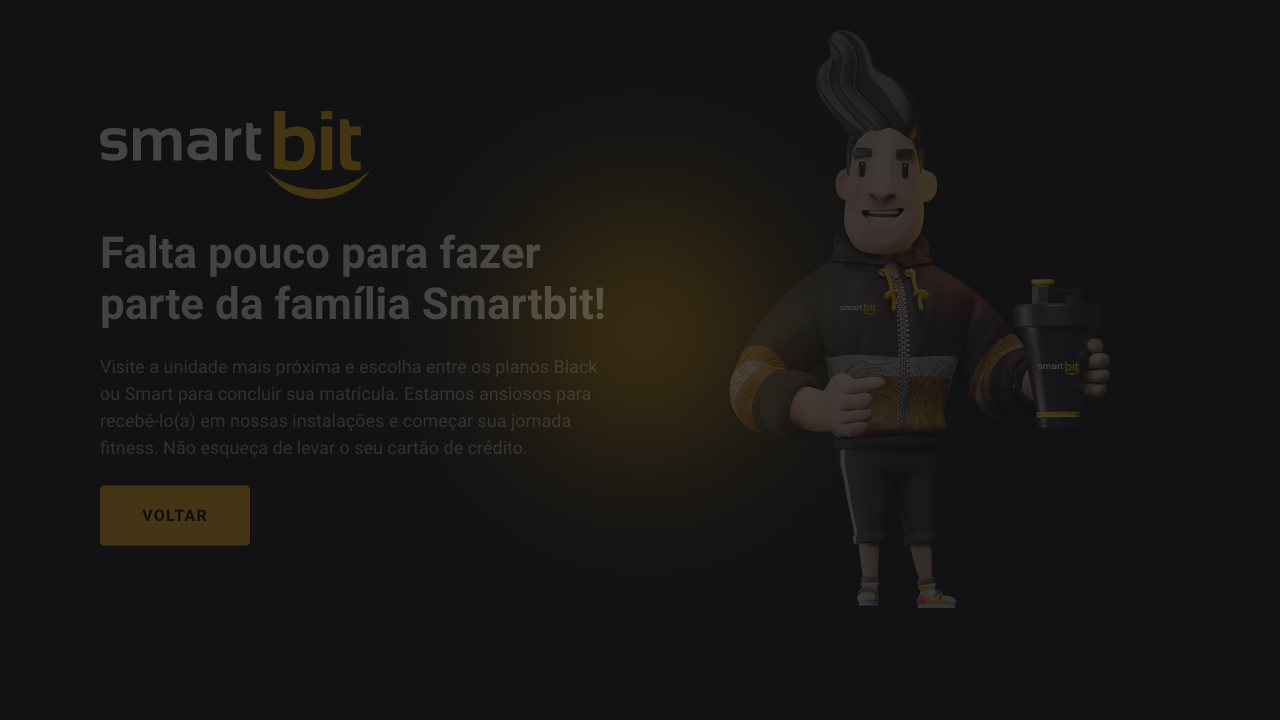 smartbit
Falta pouco para fazer
parte da família Smartbit!
Visite a unidade mais próxima e escolha entre os planos Black
ou Smart para concluir sua matrícula. Estamos ansiosos para
recebê-lo(a) em nossas instalações e começar sua jornada
fitness. Não esqueça de levar o seu cartão de crédito.
VOLTAR
smartbit
smartbit